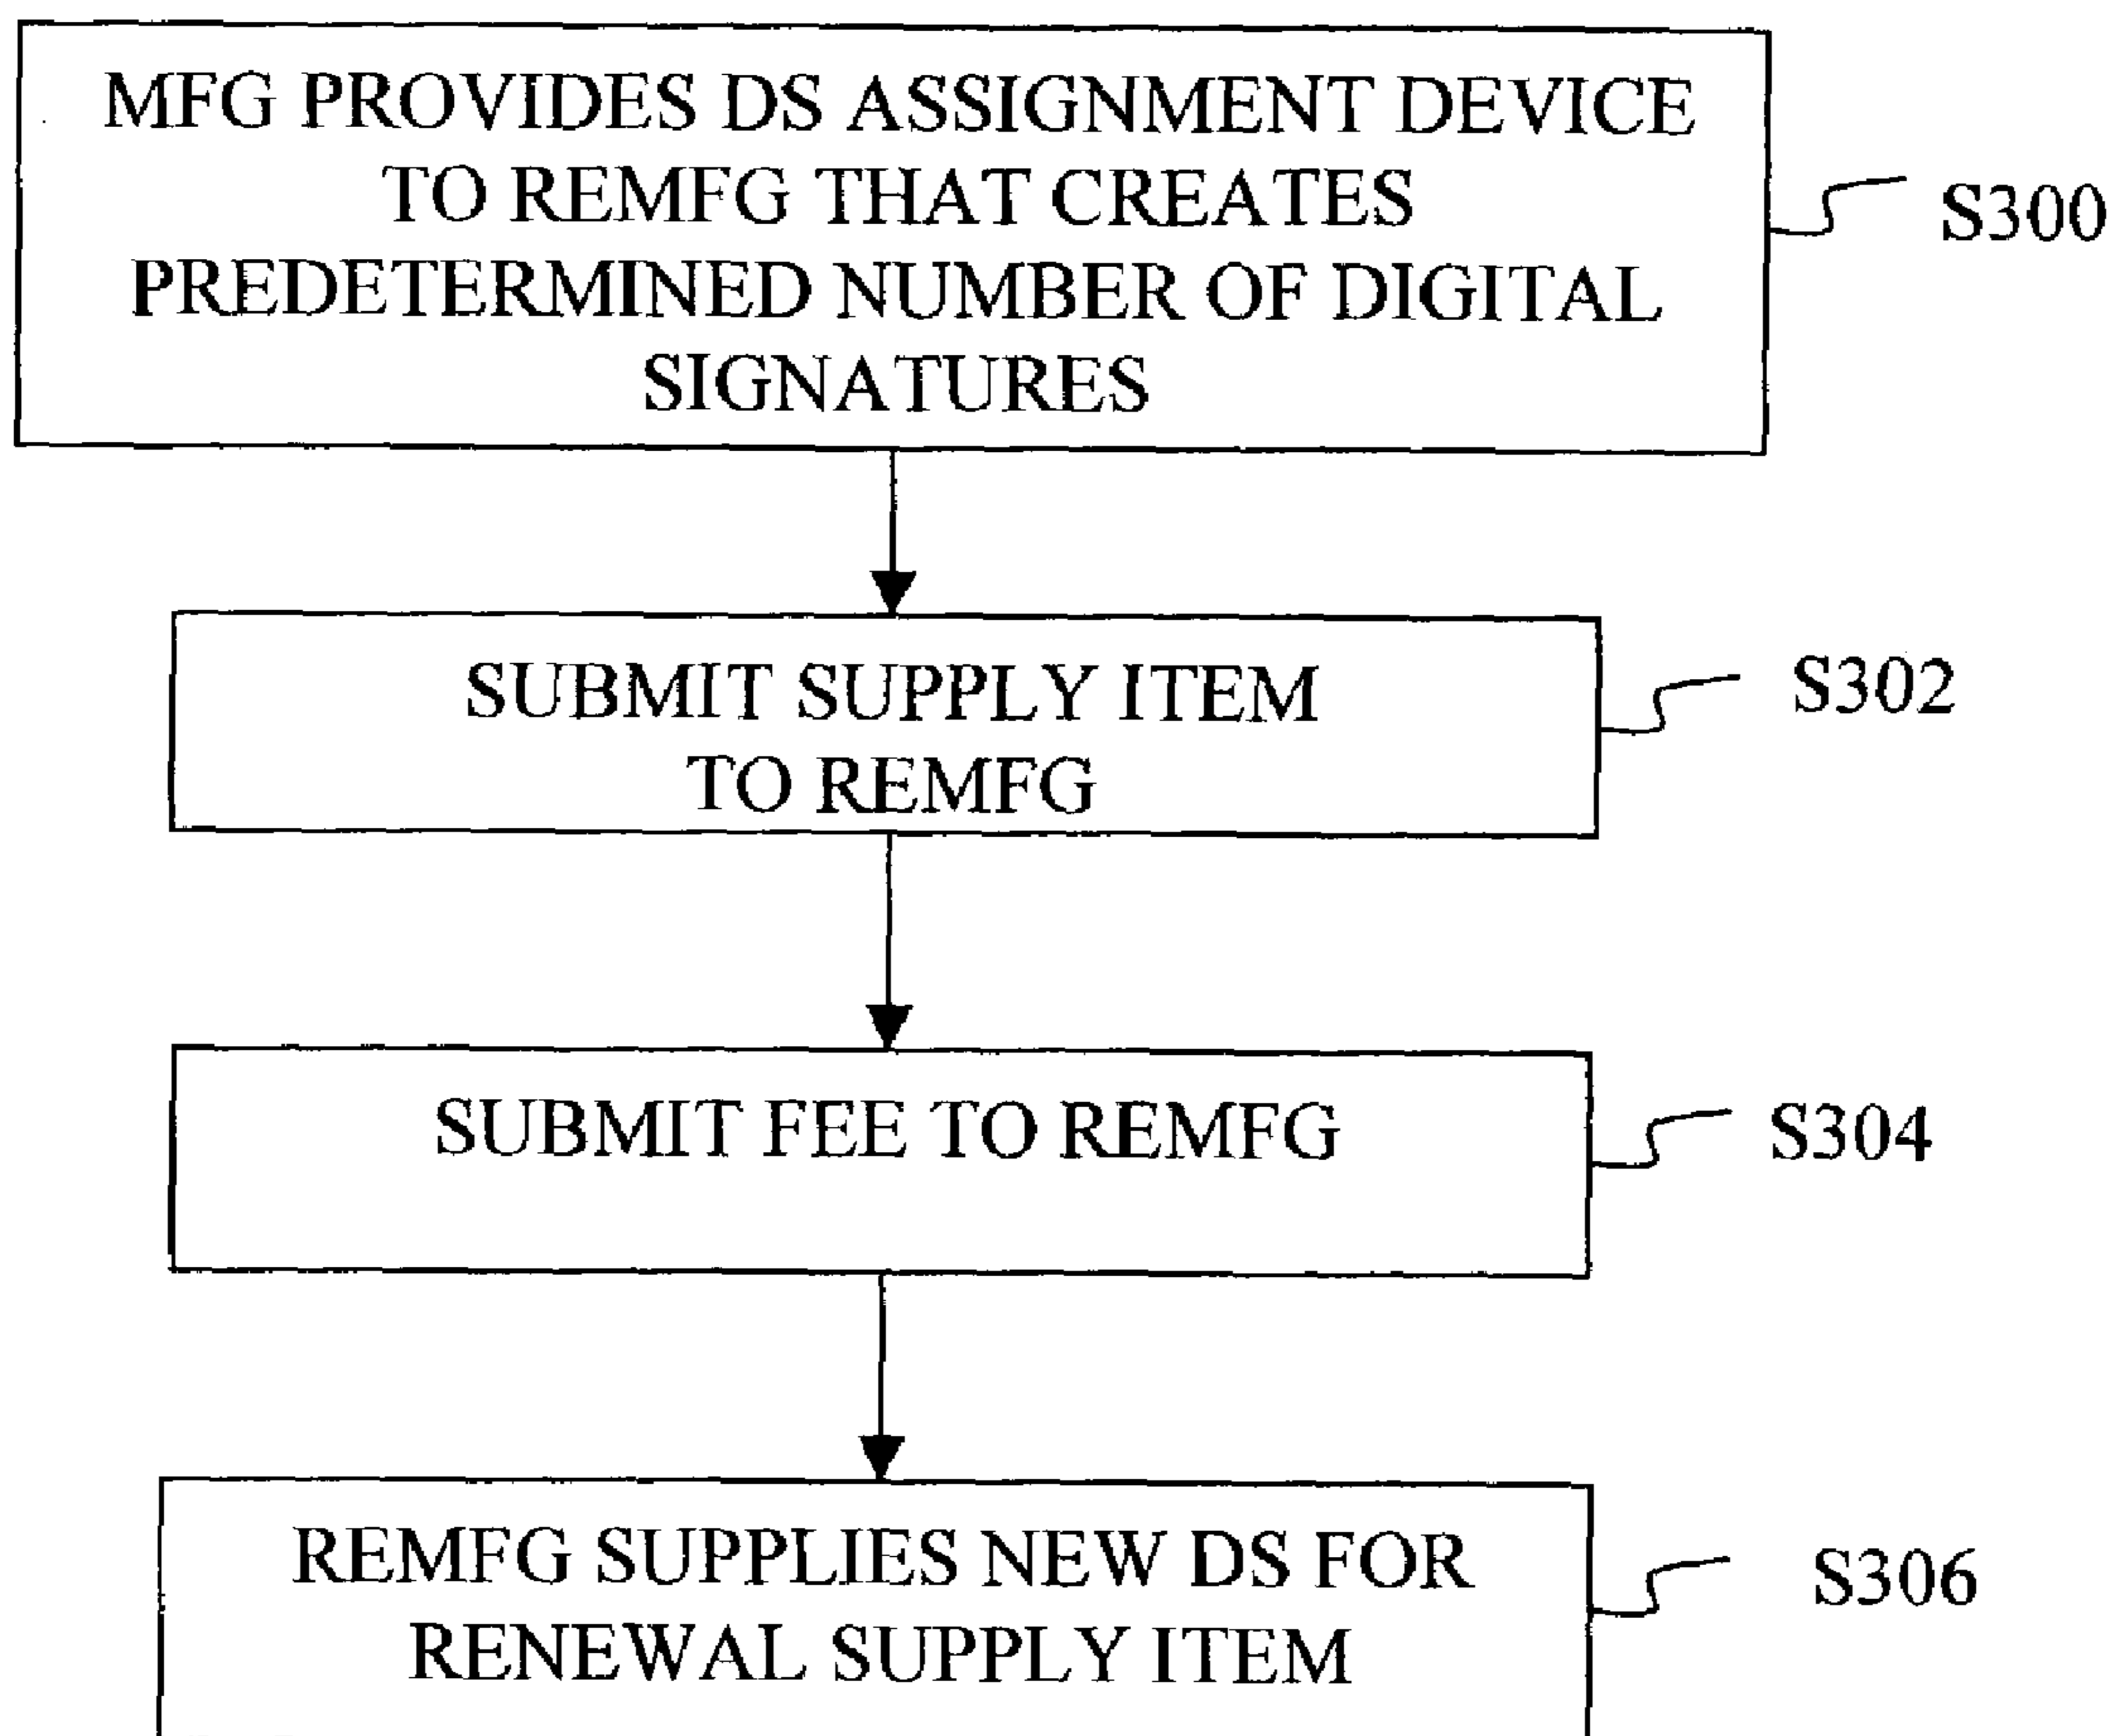 MFG PROVIDES DS ASSIGNMENT DEVICE
TO REMFG THAT CREATES
PREDETERMINED NUMBER OF DIGITAL
SIGNATURES
S300
SUBMIT SUPPLY ITEM
TO REMFG
S302
SUBMIT FEE TO REMFG
S304
REMFG SUPPLIES NEW DS FOR
RENEWAL SUPPLY ITEM
S306